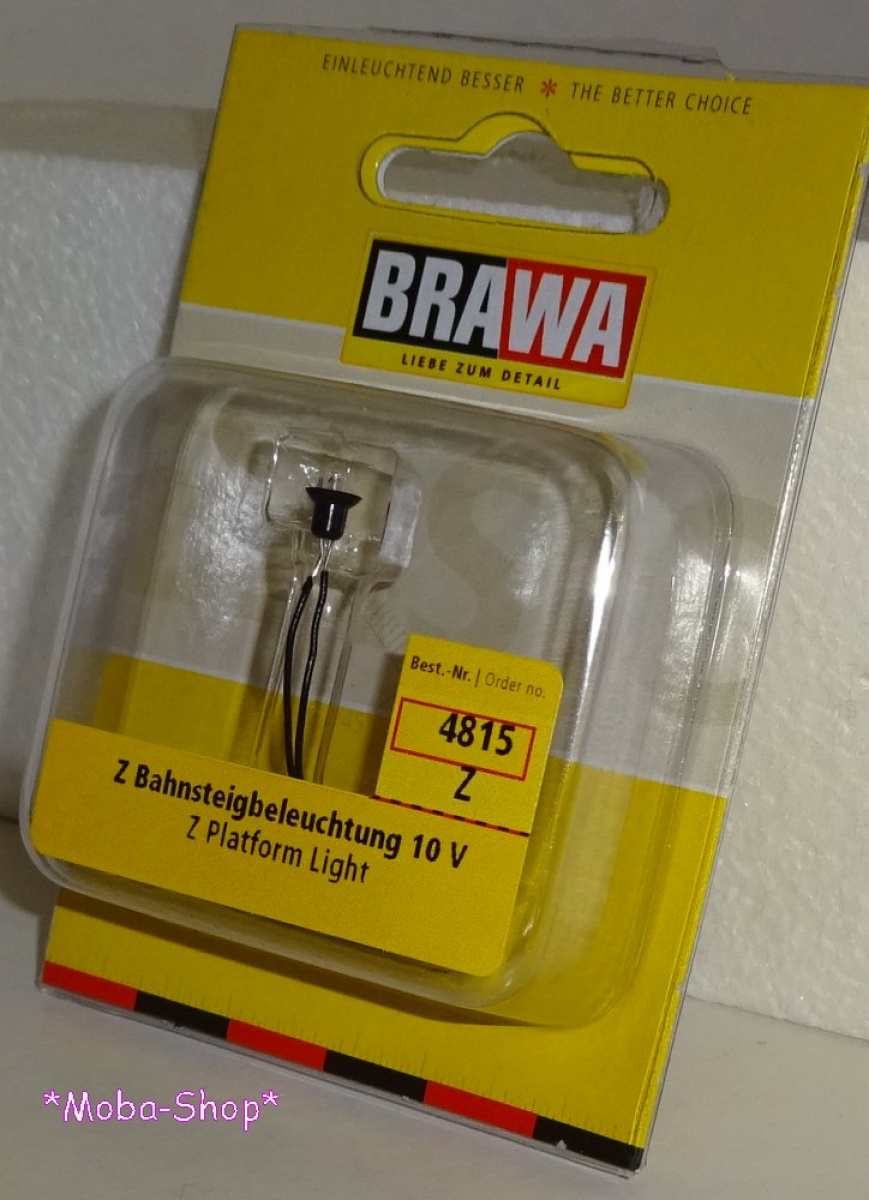 EINLEUCHTEND BESSER * THE BETTER CHOICE
BRAWA
LIEBE ZUM DETAIL
Best.-Nr. | Order no.
4815
Z
Z Bahnsteigbeleuchtung 10 V
Z Platform Light
*Moba-Shop*